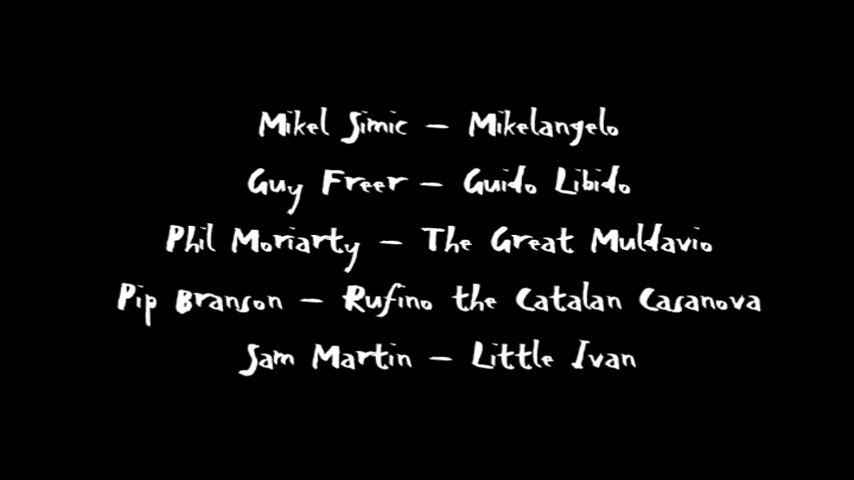 Mikel Simic – Mikelangelo
Guy Freer – Guido Libido
Phil Moriarty – The Great Muldavio
Pip Branson – Rufino the Catalan Casanova
Sam Martin – Little Ivan